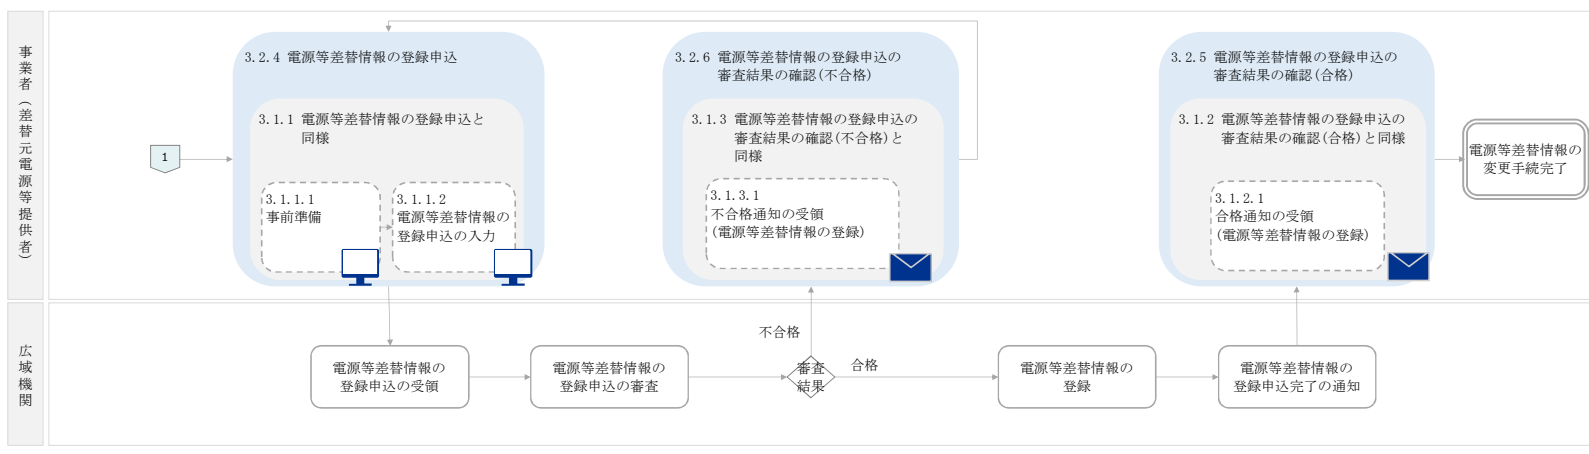 事業者（差替元電源等提供者）
1
3.2.4 電源等差替情報の登録申込
3.1.1 電源等差替情報の登録申込と
同様
3.1.1.1
事前準備
3.1.1.2
電源等差替情報の
登録申込の入力
3.2.6 電源等差替情報の登録申込の
審査結果の確認(不合格)
3.1.3 電源等差替情報の登録申込の
審査結果の確認(不合格)と
同様
3.1.3.1
不合格通知の受領
(電源等差替情報の登録)
3.2.5 電源等差替情報の登録申込の
審査結果の確認(合格)
3.1.2 電源等差替情報の登録申込の
審査結果の確認(合格)と同様
3.1.2.1
合格通知の受領
(電源等差替情報の登録)
電源等差替情報の
変更手続完了
広域機関
電源等差替情報の
登録申込の受領
電源等差替情報の
登録申込の審査
不合格
審査
結果
合格
電源等差替情報の
登録
電源等差替情報の
登録申込完了の通知